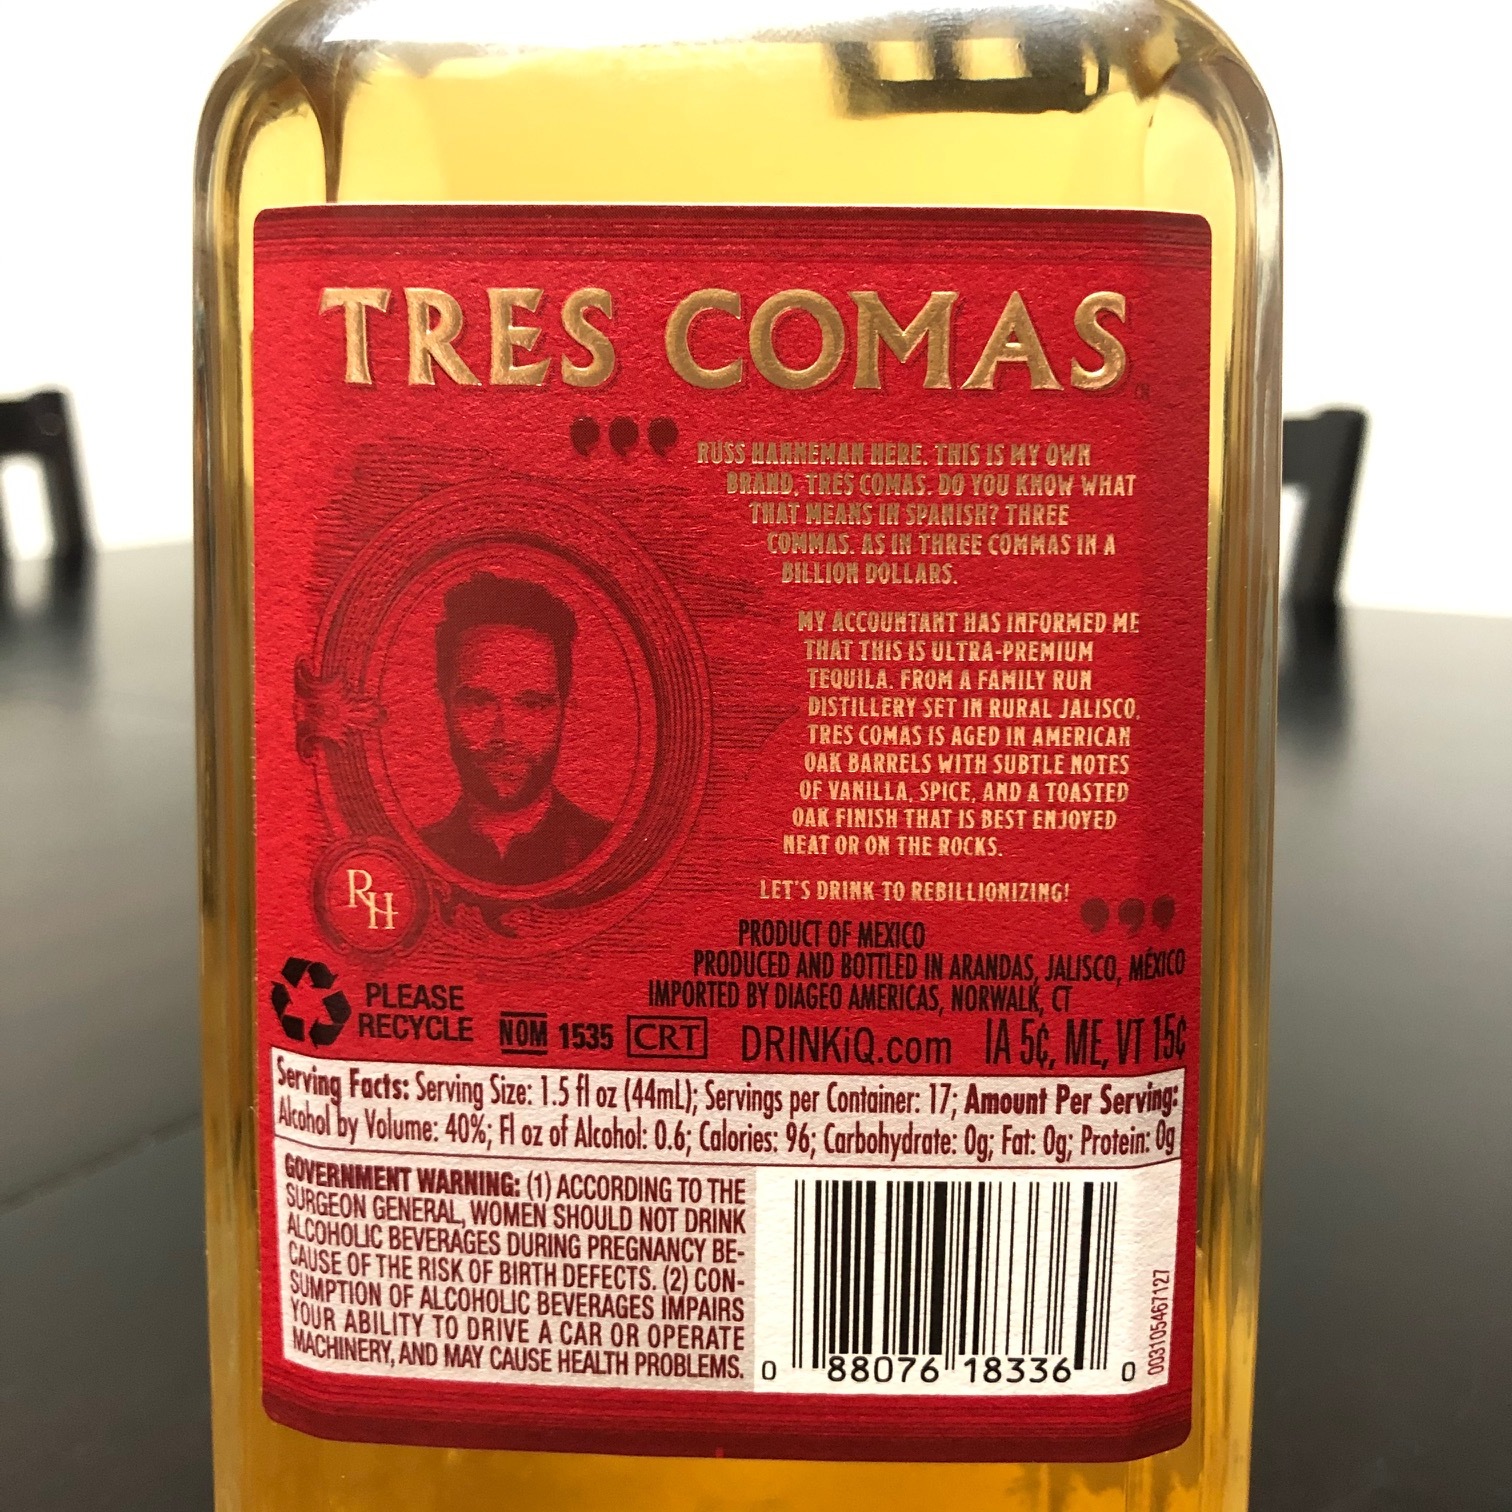 TRES COMAS
RUSS HANNEMAN HERE. THIS IS MY OWN
BRAND, TRES COMAS. DO YOU KNOW WHAT
THAT MEANS IN SPANISH? THREE
COMMAS. AS IN THREE COMMAS IN A
BILLION DOLLARS.
MY ACCOUNTANT HAS INFORMED ME
THAT THIS IS ULTRA-PREMIUM
TEQUILA. FROM A FAMILY RUN
DISTILLERY SET IN RURAL JALISCO,
TRES COMAS IS AGED IN AMERICAN
OAK BARRELS WITH SUBTLE NOTES
OF VANILLA, SPICE, AND A TOASTED
OAK FINISH THAT IS BEST ENJOYED
NEAT OR ON THE ROCKS.
LET'S DRINK TO REBILLIONIZING!
RH
PRODUCT OF MEXICO
PRODUCED AND BOTTLED IN ARANDAS, JALISCO, MÉXICO
IMPORTED BY DIAGEO AMERICAS, NORWALK, CT
PLEASE
RECYCLE
NOM 1535 CRT DRINKiQ.com IA 5¢, ME, VT 15¢
Serving Facts: Serving Size: 1.5 fl oz (44mL); Servings per Container: 17; Amount Per Serving:
Alcohol by Volume: 40%; Fl oz of Alcohol: 0.6; Calories: 96; Carbohydrate: 0g; Fat: 0g; Protein: 0g
GOVERNMENT WARNING: (1) ACCORDING TO THE
SURGEON GENERAL, WOMEN SHOULD NOT DRINK
ALCOHOLIC BEVERAGES DURING PREGNANCY BE-
CAUSE OF THE RISK OF BIRTH DEFECTS. (2) CON-
SUMPTION OF ALCOHOLIC BEVERAGES IMPAIRS
YOUR ABILITY TO DRIVE A CAR OR OPERATE
MACHINERY, AND MAY CAUSE HEALTH PROBLEMS.
0 88076 18336 0
003105467127